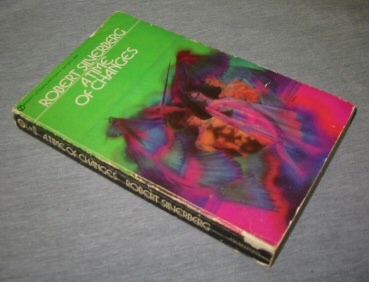 ROBERT SILVERBERG
A TIME
OF CHANGES
A TIME OF CHANGES ROBERT SILVERBERG